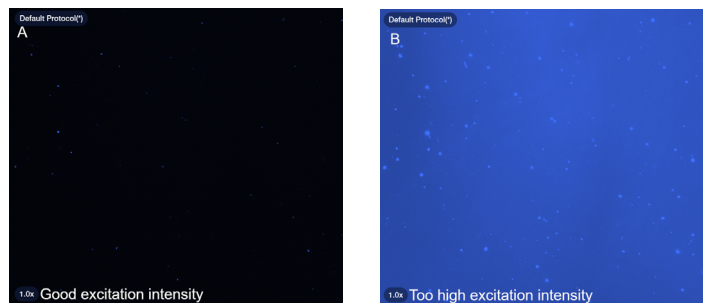 Default Protocol(*)
A
1.0x Good excitation intensity
Default Protocol(*)
B
1.0x Too high excitation intensity